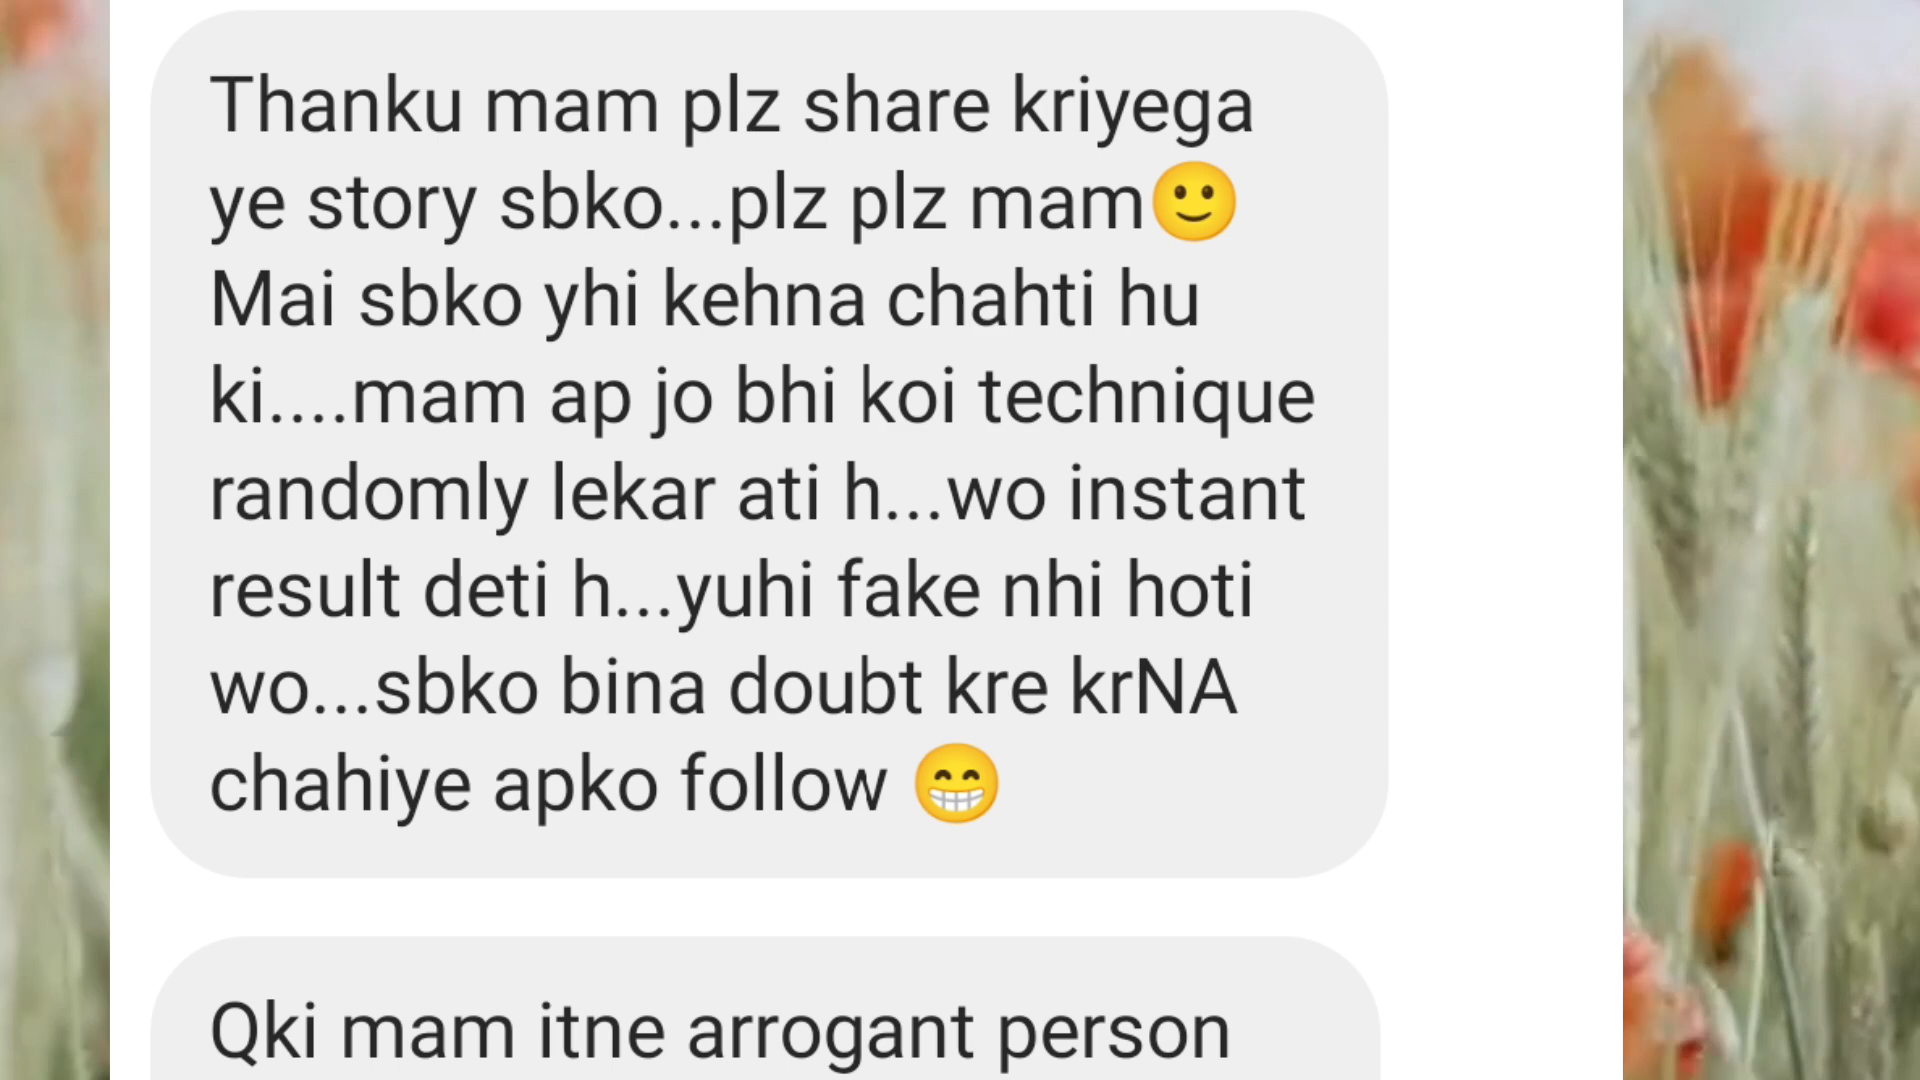 Thanku mam plz share kriyega
ye story sbko...plz plz mam🙂
Mai sbko yhi kehna chahti hu
ki....mam ap jo bhi koi technique
randomly lekar ati h...wo instant
result deti h...yuhi fake nhi hoti
wo...sbko bina doubt kre krNA
chahiye apko follow 😁
Qki mam itne arrogant person